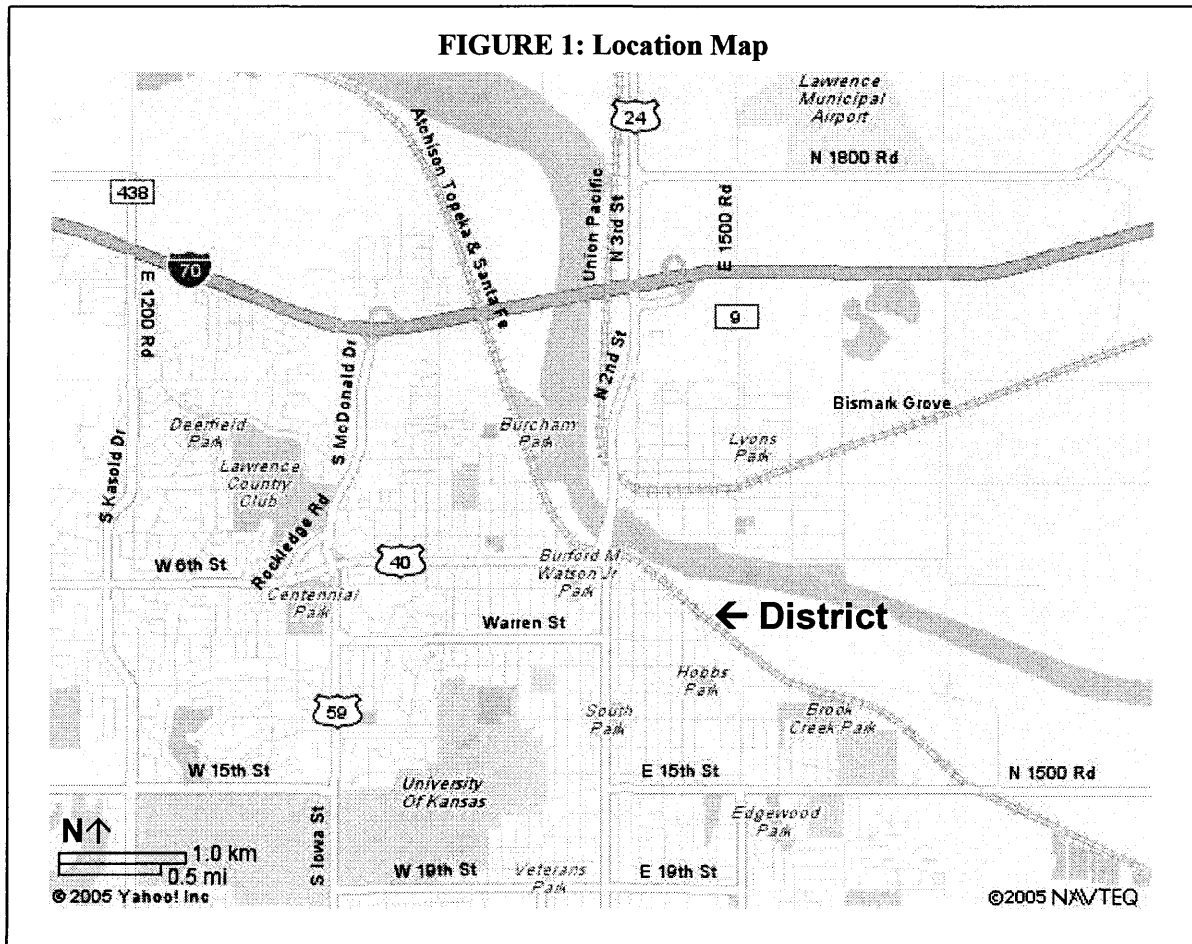 FIGURE 1: Location Map
Lawrence
Municipal
Airport
24
N 1800 Rd
438
Atchison Topeka & Santa Fe
Union Pacific
N 3rd St
E 1500 Rd
70
E 1200 Rd
9
S McDonald Dr
N 2nd St
Bismark Grove
Deerfield
Park
Burcham
Park
Lyons
Park
S Kasold Dr
Lawrence
Country
Club
Rockledge Rd
W 6th St
40
Burford M
Watson Jr
Park
Centennial
Park
← District
Warren St
Hobbs
Park
59
South
Park
Brook
Creek Park
W 15th St
E 15th St
N 1500 Rd
University
Of Kansas
Edgewood
Park
N↑
S Iowa St
1.0 km
0.5 mi
W 19th St
Veterans
Park
E 19th St
© 2005 Yahoo! Inc
©2005 NAVTEQ